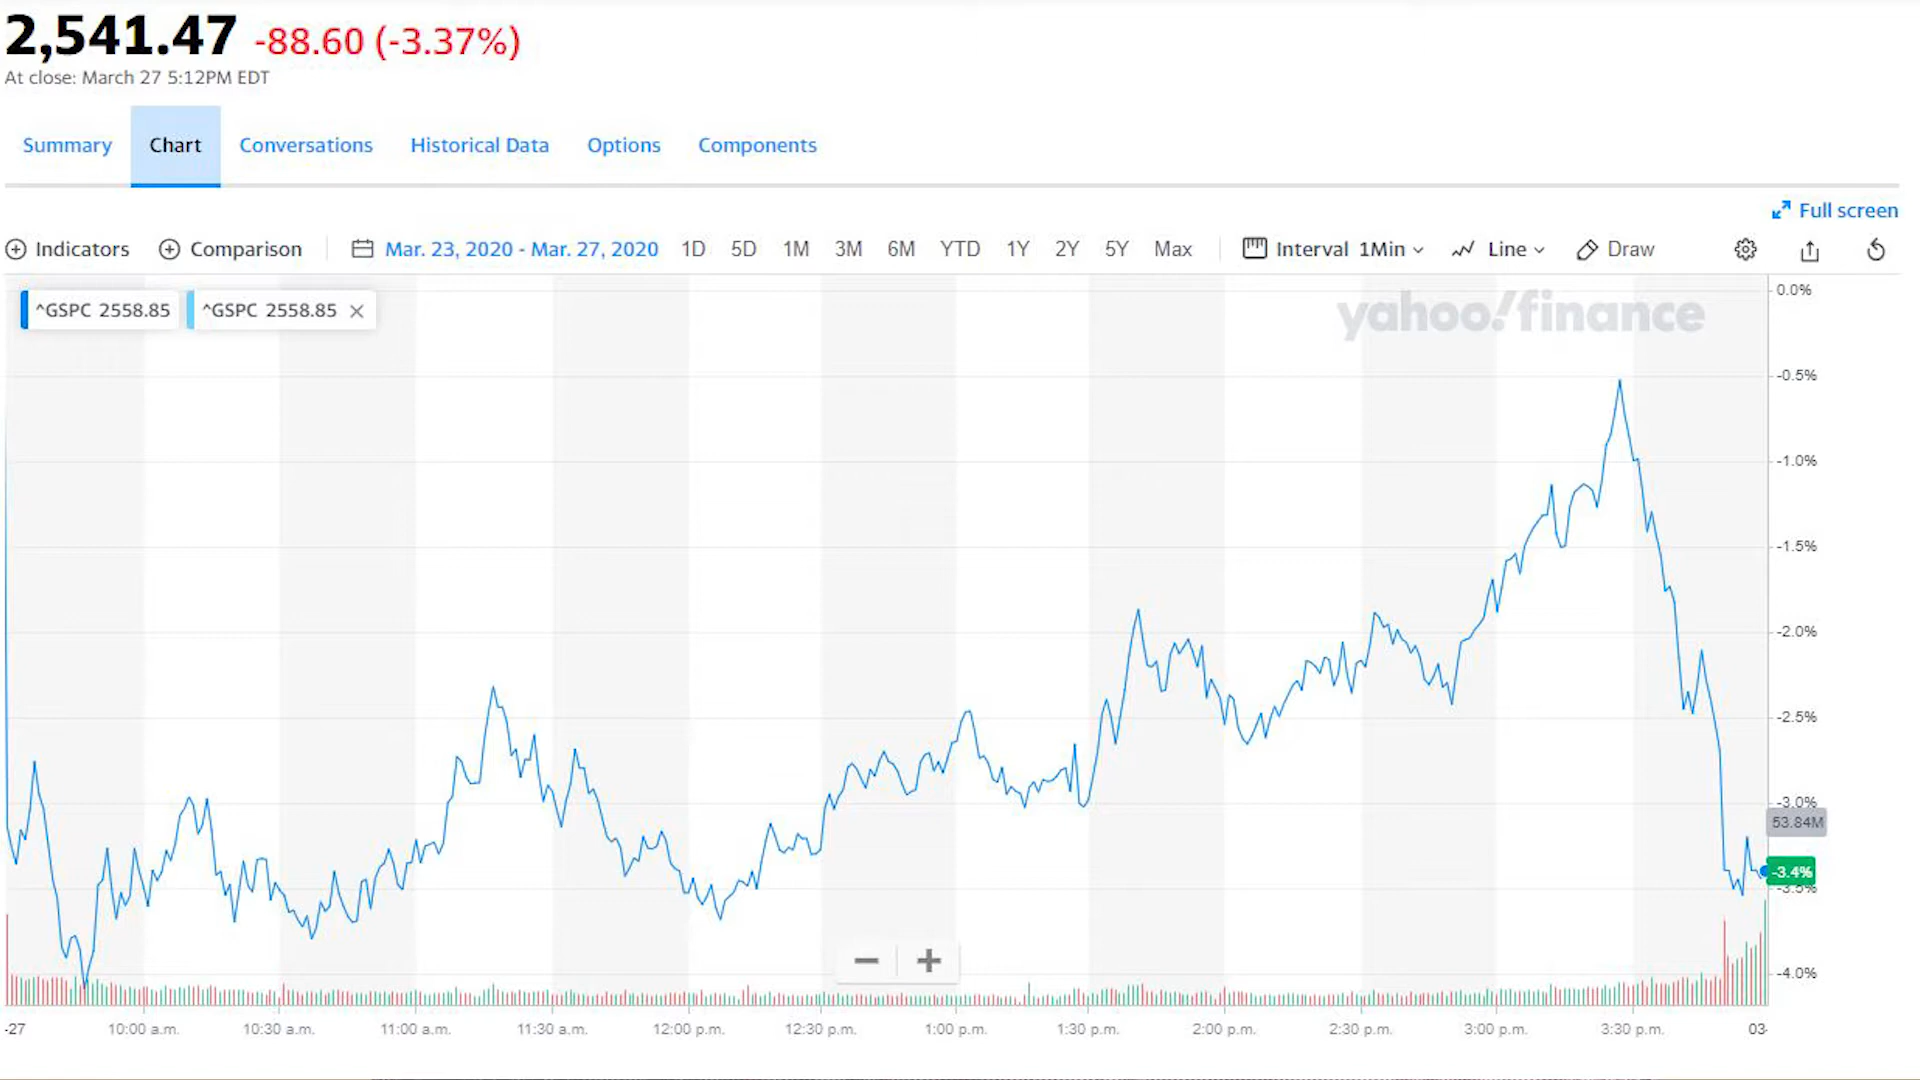 2,541.47 -88.60 (-3.37%)
At close: March 27 5:12PM EDT
Summary Chart Conversations Historical Data Options Components
Full screen
Indicators Comparison Mar. 23, 2020 - Mar. 27, 2020 1D 5D 1M 3M 6M YTD 1Y 2Y 5Y Max Interval 1Min Line Draw
^GSPC 2558.85 ^GSPC 2558.85
yahoo!finance
0.0%
-0.5%
-1.0%
-1.5%
-2.0%
-2.5%
-3.0%
53.84M
-3.4%
-3.5%
-4.0%
-27 10:00 a.m. 10:30 a.m. 11:00 a.m. 11:30 a.m. 12:00 p.m. 12:30 p.m. 1:00 p.m. 1:30 p.m. 2:00 p.m. 2:30 p.m. 3:00 p.m. 3:30 p.m. 03-